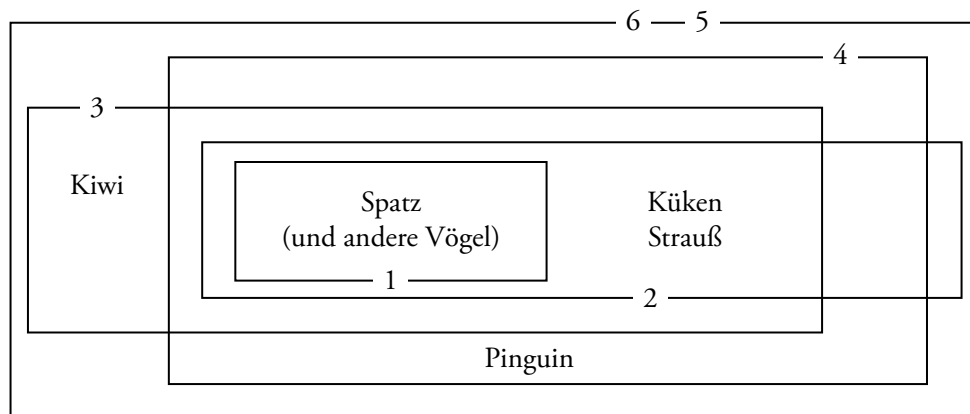 6 5
4
3
Kiwi
Spatz
(und andere Vögel)
Küken
Strauß
1
2
Pinguin